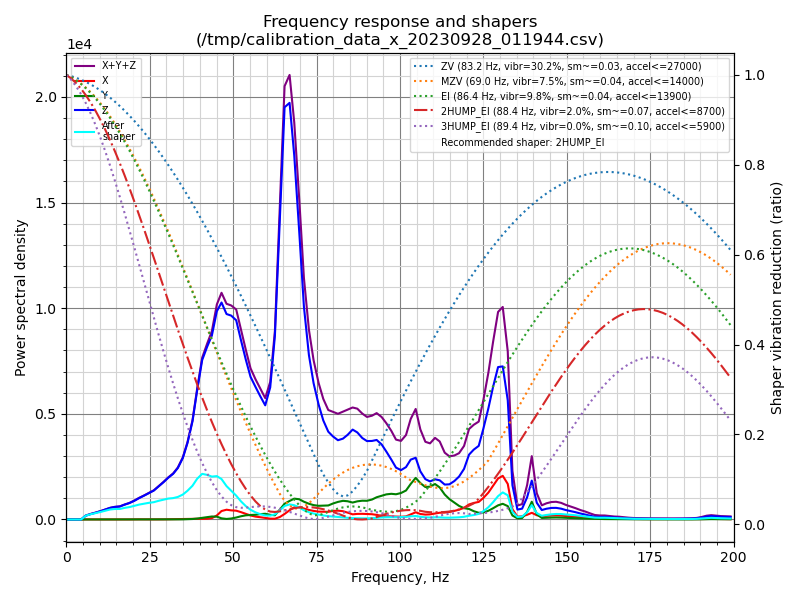 Frequency response and shapers
(/tmp/calibration_data_x_20230928_011944.csv)
1e4
X+Y+Z
X
Y
Z
After
shaper
ZV (83.2 Hz, vibr=30.2%, sm~=0.03, accel<=27000)
MZV (69.0 Hz, vibr=7.5%, sm~=0.04, accel<=14000)
EI (86.4 Hz, vibr=9.8%, sm~=0.04, accel<=13900)
2HUMP_EI (88.4 Hz, vibr=2.0%, sm~=0.07, accel<=8700)
3HUMP_EI (89.4 Hz, vibr=0.0%, sm~=0.10, accel<=5900)
Recommended shaper: 2HUMP_EI
Power spectral density
2.0
1.5
1.0
0.5
0.0
1.0
0.8
0.6
0.4
0.2
0.0
Shaper vibration reduction (ratio)
0 25 50 75 100 125 150 175 200
Frequency, Hz